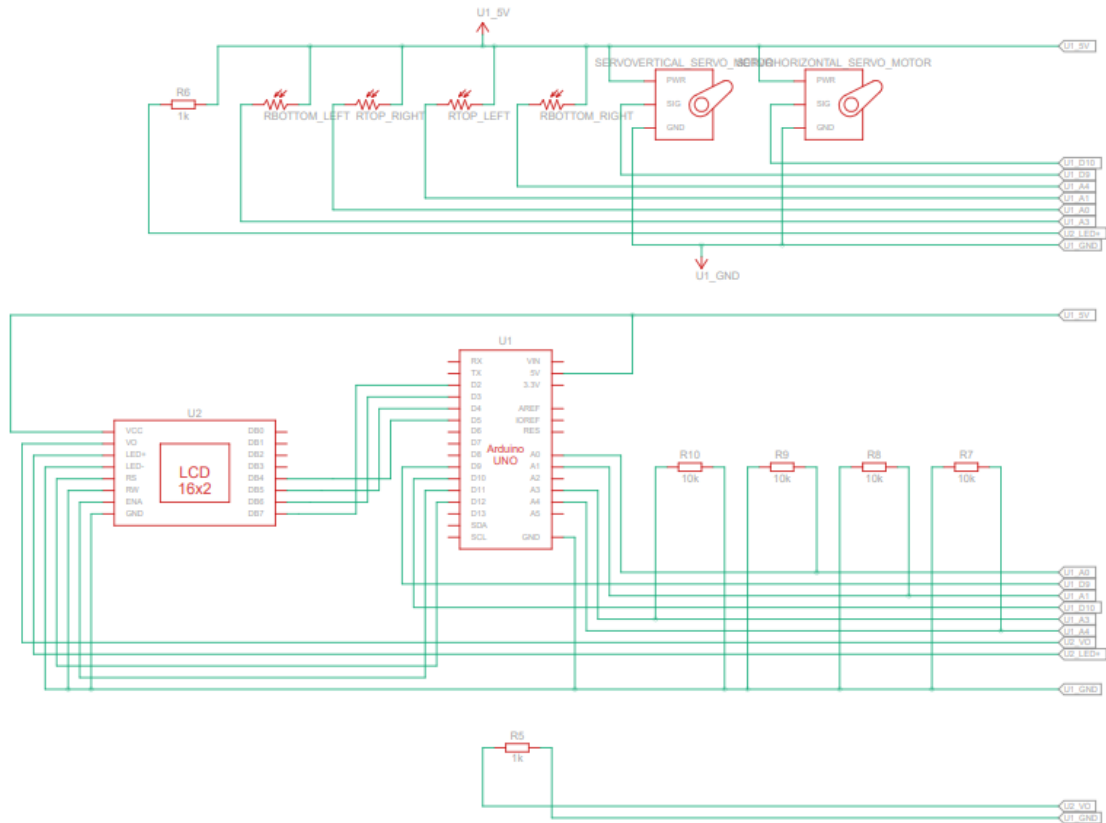 U1_5V
U1_5V
SERVOVERTICAL_SERVO_MOTOR
SERVOHORIZONTAL_SERVO_MOTOR
R6
1k
RBOTTOM_LEFT
RTOP_RIGHT
RTOP_LEFT
RBOTTOM_RIGHT
PWR
SIG
GND
PWR
SIG
GND
U1_D10
U1_D9
U1_A4
U1_A1
U1_A0
U1_A3
U2_LED+
U1_GND
U1_GND
U1_5V
U1
RX
TX
D2
D3
D4
D5
D6
D7
D8
D9
D10
D11
D12
D13
SDA
SCL
Arduino
UNO
VIN
5V
3.3V
AREF
IOREF
RES
A0
A1
A2
A3
A4
A5
GND
U2
VCC
VO
LED+
LED-
RS
RW
ENA
GND
LCD
16x2
DB0
DB1
DB2
DB3
DB4
DB5
DB6
DB7
R10
10k
R9
10k
R8
10k
R7
10k
U1_A0
U1_D9
U1_A1
U1_D10
U1_A3
U1_A4
U2_VO
U2_LED+
U1_GND
R5
1k
U2_VO
U1_GND